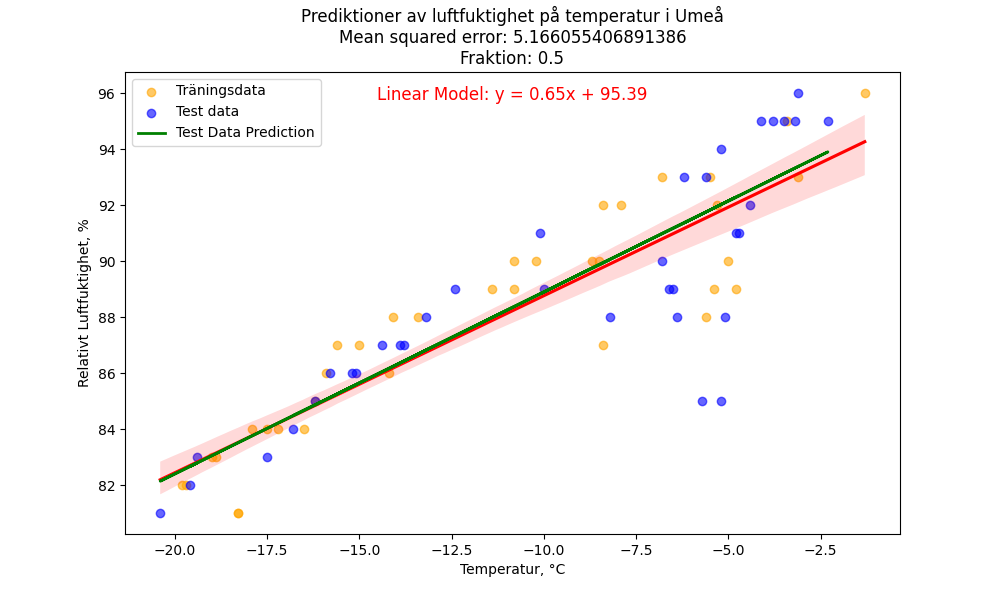 Prediktioner av luftfuktighet på temperatur i Umeå
Mean squared error: 5.166055406891386
Fraktion: 0.5
Träningsdata
Test data
Test Data Prediction
Linear Model: y = 0.65x + 95.39
Relativt Luftfuktighet, %
96
94
92
90
88
86
84
82
−20.0 −17.5 −15.0 −12.5 −10.0 −7.5 −5.0 −2.5
Temperatur, °C